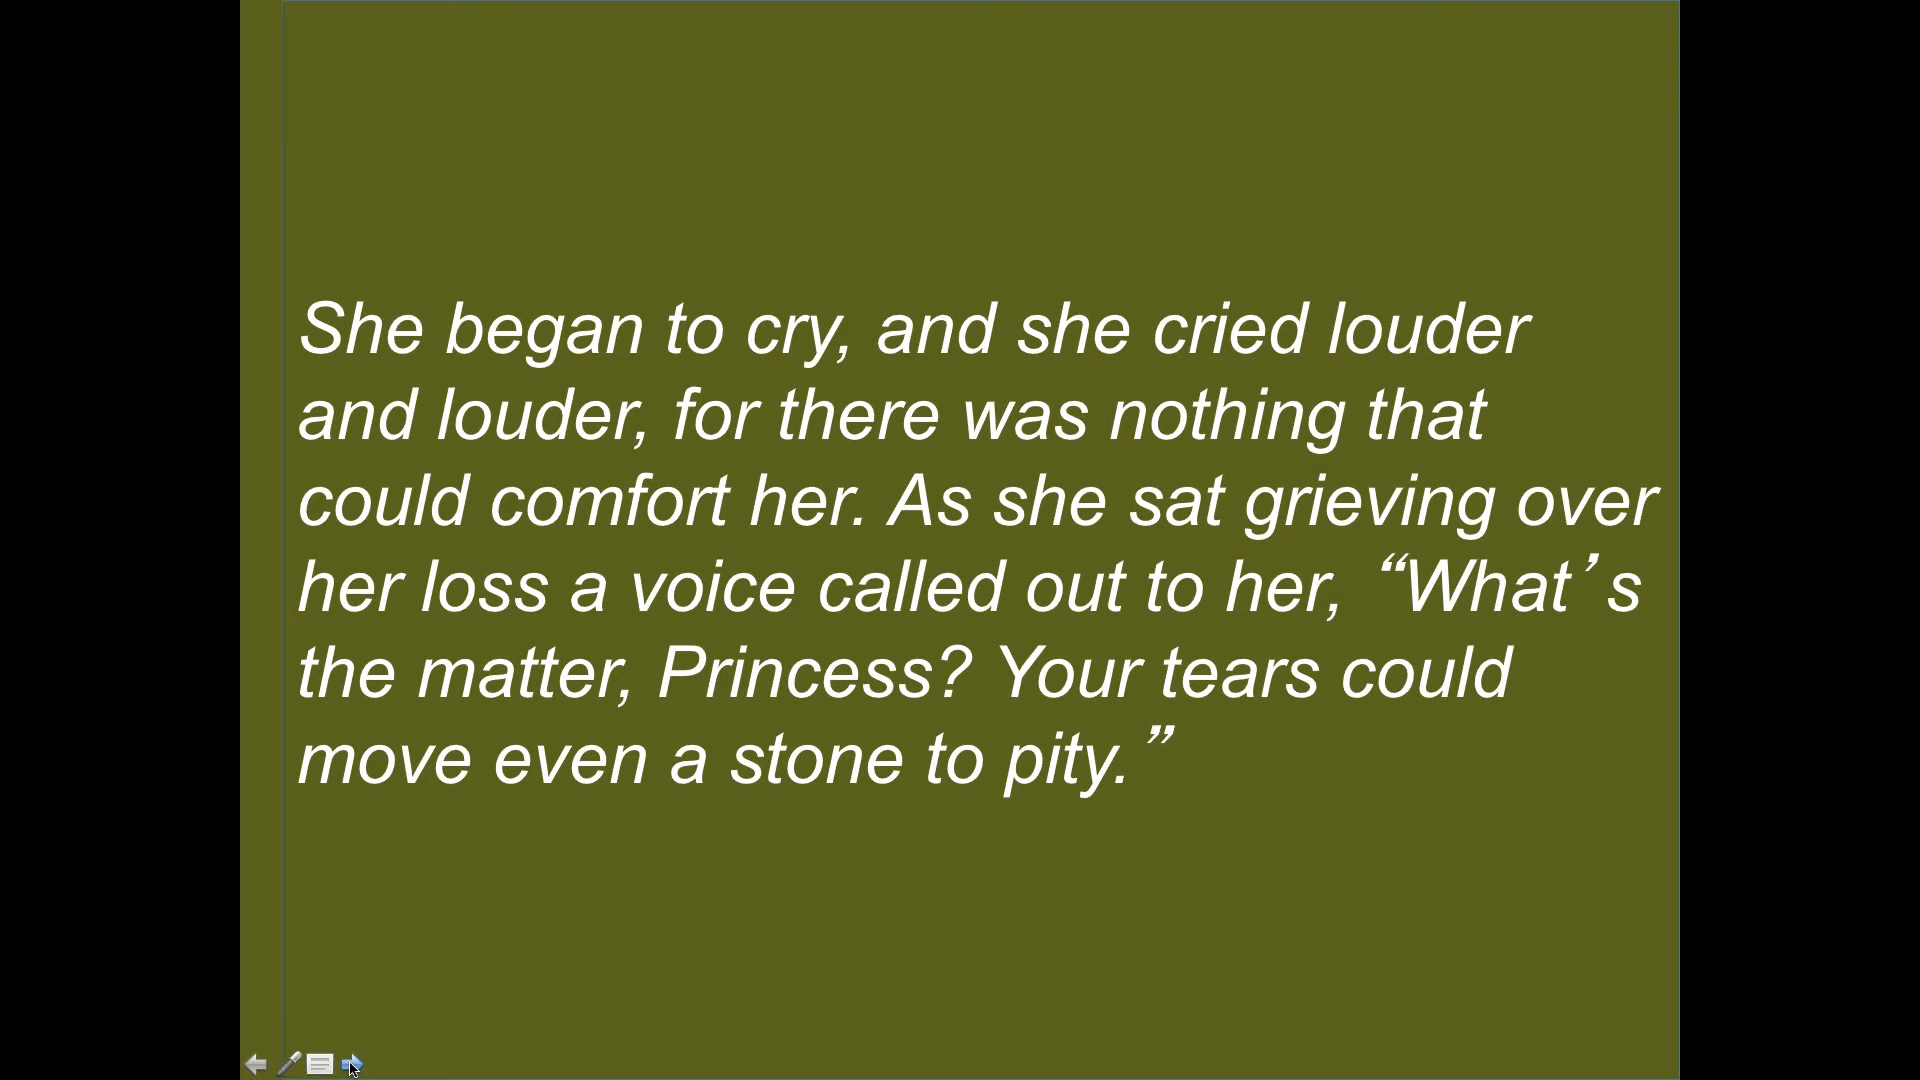 She began to cry, and she cried louder
and louder, for there was nothing that
could comfort her. As she sat grieving over
her loss a voice called out to her, “What’s
the matter, Princess? Your tears could
move even a stone to pity.”